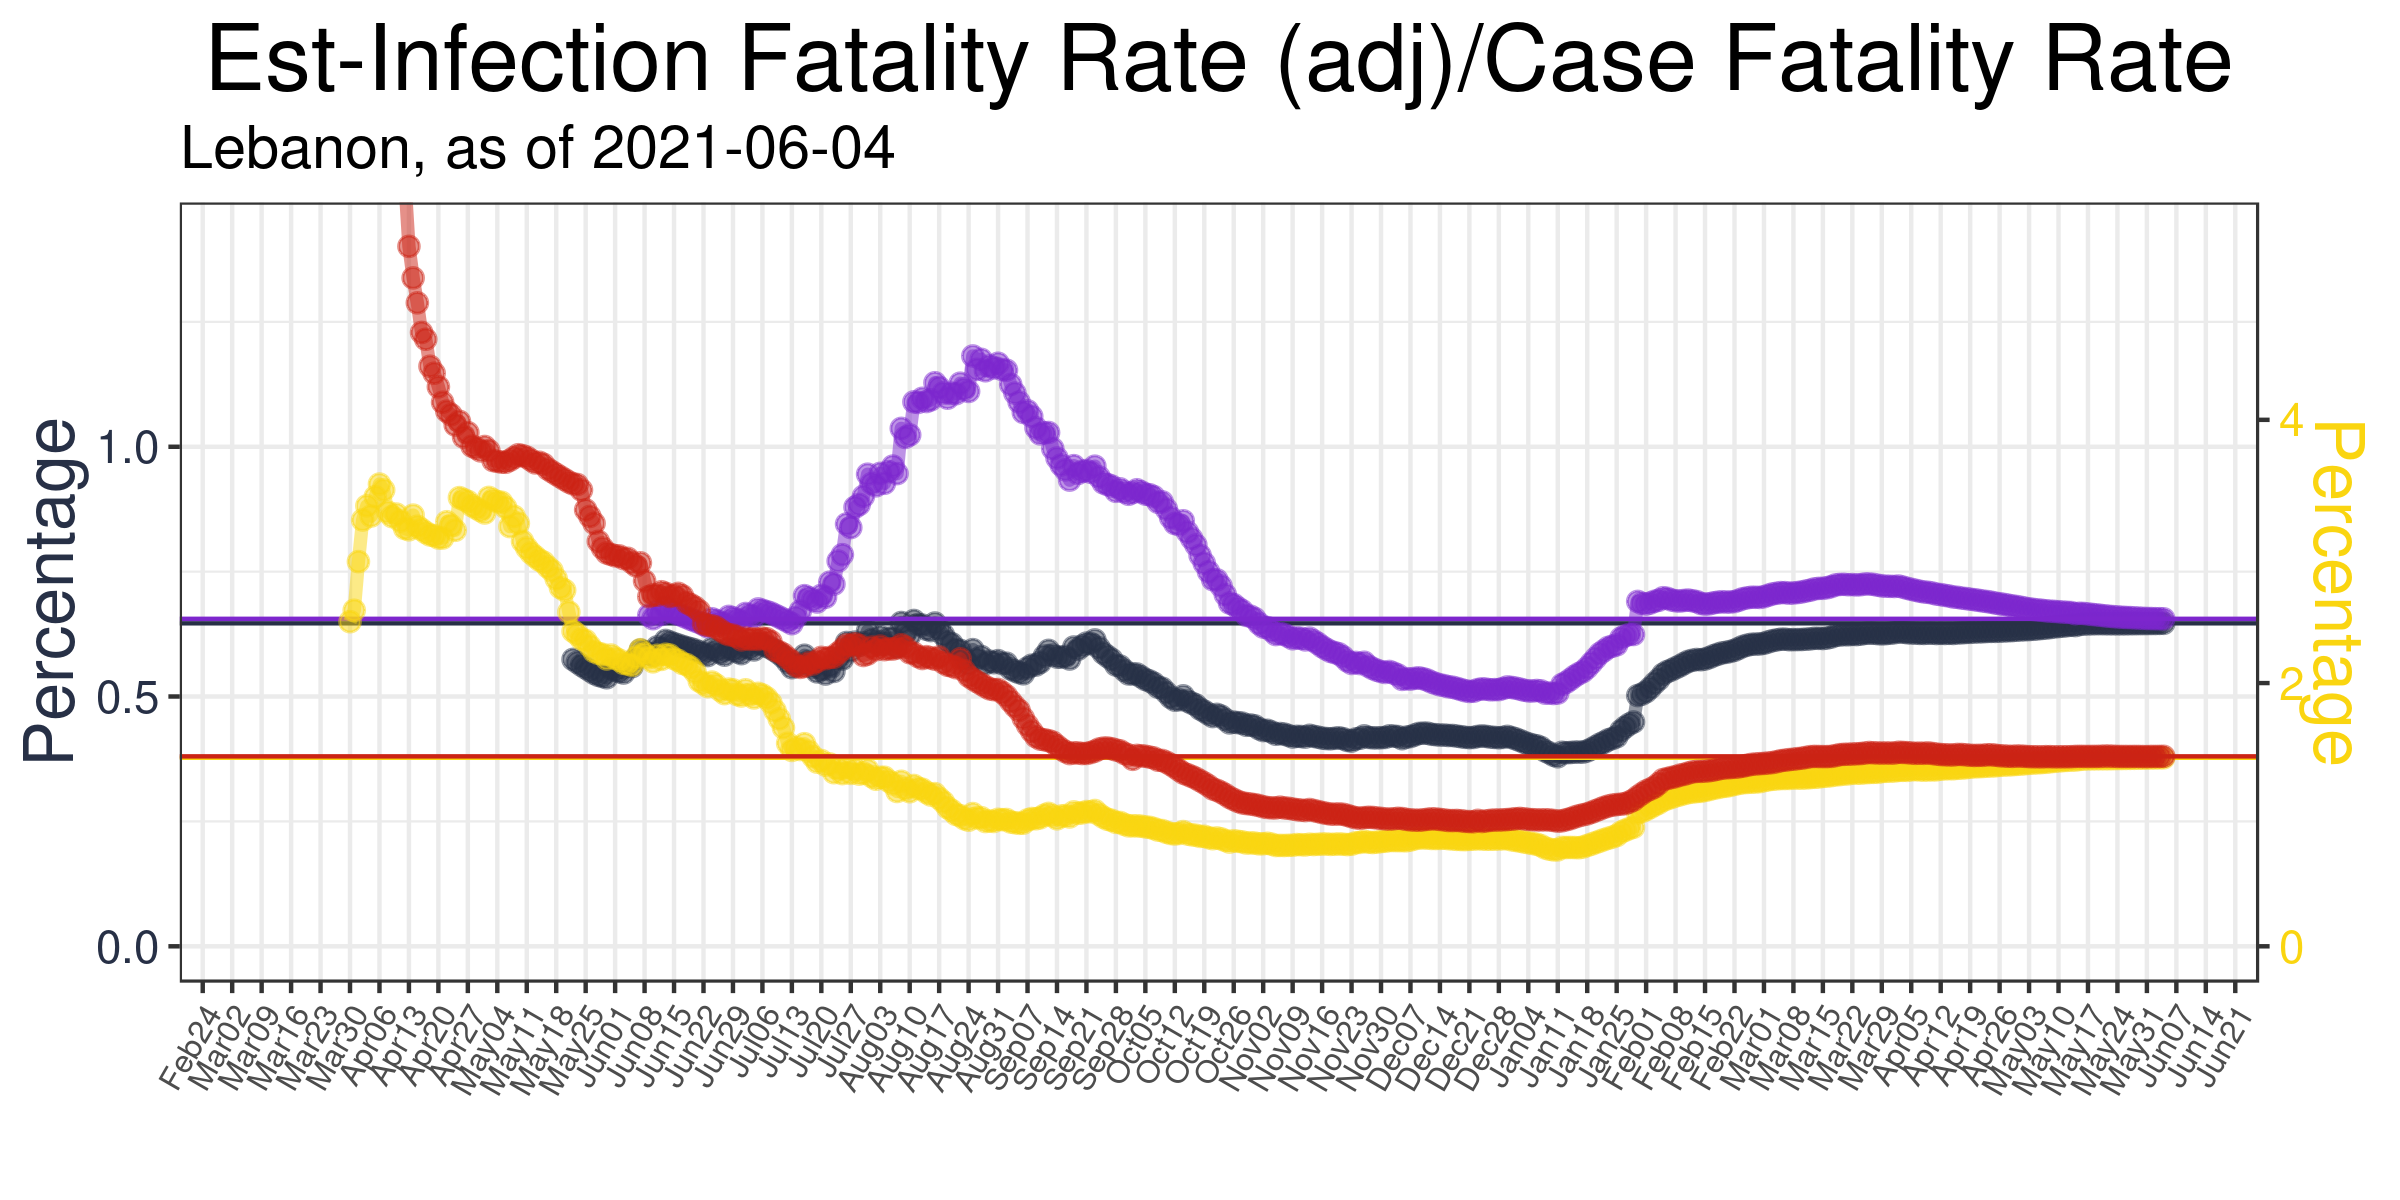 Est-Infection Fatality Rate (adj)/Case Fatality Rate
Lebanon, as of 2021-06-04
Percentage
1.0
0.5
0.0
4
2
0
Percentage
Feb24
Mar02
Mar09
Mar16
Mar23
Mar30
Apr06
Apr13
Apr20
Apr27
May04
May11
May18
May25
Jun01
Jun08
Jun15
Jun22
Jun29
Jul06
Jul13
Jul20
Jul27
Aug03
Aug10
Aug17
Aug24
Aug31
Sep07
Sep14
Sep21
Sep28
Oct05
Oct12
Oct19
Oct26
Nov02
Nov09
Nov16
Nov23
Nov30
Dec07
Dec14
Dec21
Dec28
Jan04
Jan11
Jan18
Jan25
Feb01
Feb08
Feb15
Feb22
Mar01
Mar08
Mar15
Mar22
Mar29
Apr05
Apr12
Apr19
Apr26
May03
May10
May17
May24
May31
Jun07
Jun14
Jun21